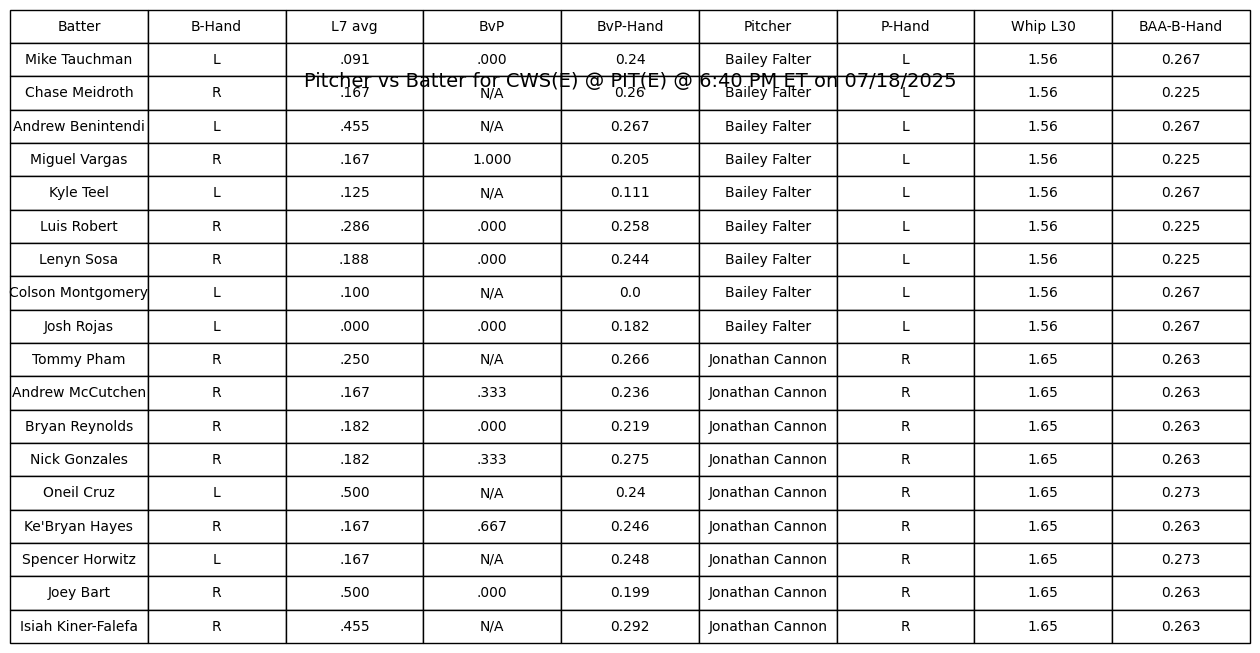 Batter B-Hand L7 avg BvP BvP-Hand Pitcher P-Hand Whip L30 BAA-B-Hand
Mike Tauchman L .091 .000 0.24 Bailey Falter L 1.56 0.267
Pitcher vs Batter for CWS(E) @ PIT(E) @ 6:40 PM ET on 07/18/2025
Chase Meidroth R .167 N/A 0.26 Bailey Falter L 1.56 0.225
Andrew Benintendi L .455 N/A 0.267 Bailey Falter L 1.56 0.267
Miguel Vargas R .167 1.000 0.205 Bailey Falter L 1.56 0.225
Kyle Teel L .125 N/A 0.111 Bailey Falter L 1.56 0.267
Luis Robert R .286 .000 0.258 Bailey Falter L 1.56 0.225
Lenyn Sosa R .188 .000 0.244 Bailey Falter L 1.56 0.225
Colson Montgomery L .100 N/A 0.0 Bailey Falter L 1.56 0.267
Josh Rojas L .000 .000 0.182 Bailey Falter L 1.56 0.267
Tommy Pham R .250 N/A 0.266 Jonathan Cannon R 1.65 0.263
Andrew McCutchen R .167 .333 0.236 Jonathan Cannon R 1.65 0.263
Bryan Reynolds R .182 .000 0.219 Jonathan Cannon R 1.65 0.263
Nick Gonzales R .182 .333 0.275 Jonathan Cannon R 1.65 0.263
Oneil Cruz L .500 N/A 0.24 Jonathan Cannon R 1.65 0.273
Ke'Bryan Hayes R .167 .667 0.246 Jonathan Cannon R 1.65 0.263
Spencer Horwitz L .167 N/A 0.248 Jonathan Cannon R 1.65 0.273
Joey Bart R .500 .000 0.199 Jonathan Cannon R 1.65 0.263
Isiah Kiner-Falefa R .455 N/A 0.292 Jonathan Cannon R 1.65 0.263